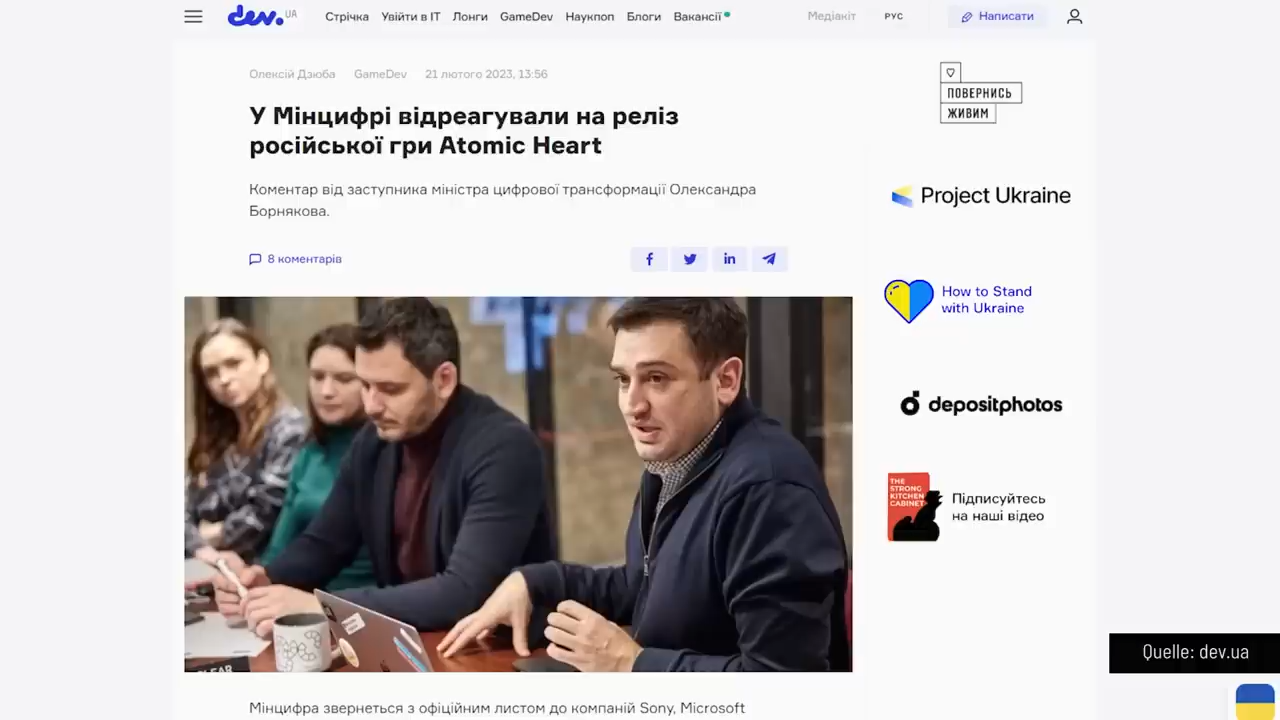 dev.UA
Стрічка Увійти в IT Лонги GameDev Наукпоп Блоги Вакансії Медіакіт РУС Написати
Олексій Дзюба GameDev 21 лютого 2023, 13:56
У Мінцифрі відреагували на реліз
російської гри Atomic Heart
Коментар від заступника міністра цифрової трансформації Олександра
Борнякова.
8 коментарів
ПОВЕРНИСЬ
ЖИВИМ
Project Ukraine
How to Stand
with Ukraine
depositphotos
THE
STRONG
KITCHEN
CABINET
Підписуйтесь
на наші відео
Мінцифра звернеться з офіційним листом до компаній Sony, Microsoft
Quelle: dev.ua